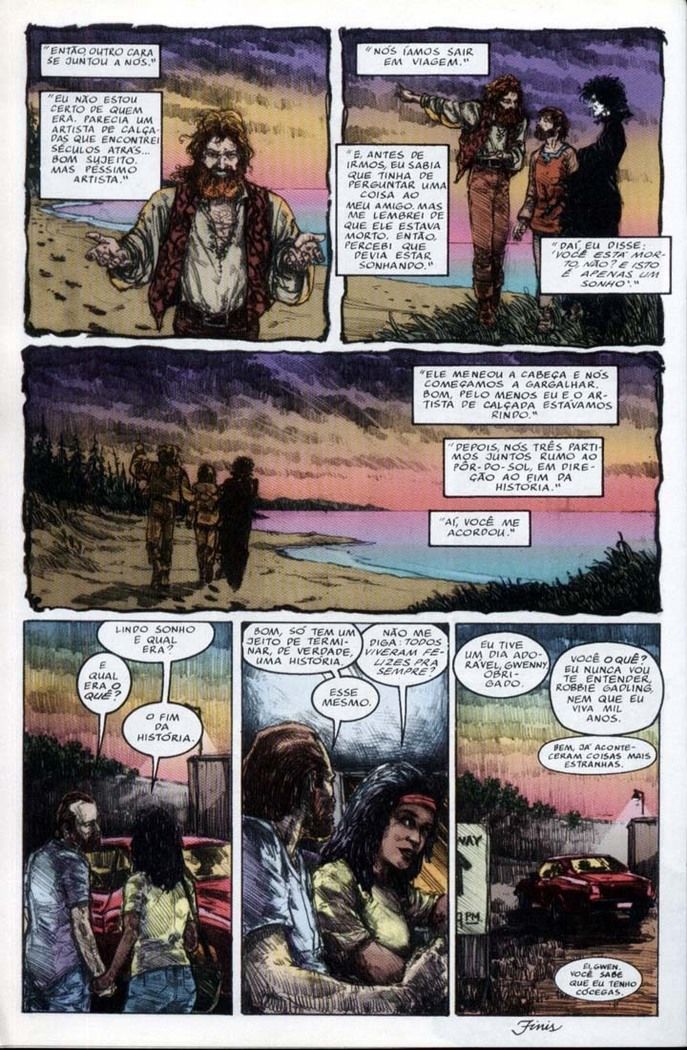 "ENTÃO, OUTRO CARA
SE JUNTOU A NÓS."
"EU NÃO ESTOU
CERTO DE QUEM
ERA. PARECIA UM
ARTISTA DE CALÇA-
DAS QUE ENCONTREI
SÉCULOS ATRÁS...
BOM SUJEITO.
MAS PÉSSIMO
ARTISTA."
"NÓS ÍAMOS SAIR
EM VIAGEM."
"E, ANTES DE
IRMOS, EU SABIA
QUE TINHA DE
PERGUNTAR UMA
COISA AO
MEU AMIGO. MAS
ME LEMBREI DE
QUE ELE ESTAVA
MORTO. ENTÃO,
PERCEBI QUE
DEVIA ESTAR
SONHANDO."
"DAÍ, EU DISSE:
'VOCÊ ESTÁ MOR-
TO, NÃO? E ISTO
É APENAS UM
SONHO'."
"ELE MENEOU A CABEÇA E NÓS
COMEÇAMOS A GARGALHAR.
BOM, PELO MENOS EU E O AR-
TISTA DE CALÇADA ESTÁVAMOS
RINDO."
"DEPOIS, NÓS TRÊS PARTI-
MOS JUNTOS RUMO AO
PÔR-DO-SOL, EM DIRE-
ÇÃO AO FIM DA
HISTÓRIA."
"AÍ, VOCÊ ME
ACORDOU."
LINDO SONHO
E QUAL
ERA?
E
QUAL
ERA O
QUÊ?
O FIM
DA
HISTÓRIA.
BOM, SÓ TEM UM
JEITO DE TERMI-
NAR, DE VERDADE,
UMA HISTÓRIA.
NÃO ME
DIGA: TODOS
VIVERAM FE-
LIZES PRA
SEMPRE?
ESSE
MESMO.
EU TIVE
UM DIA ADO-
RÁVEL, GWENNY.
OBRI-
GADO.
VOCÊ O QUÊ?
EU NUNCA VOU
TE ENTENDER,
ROBBIE GADLING,
NEM QUE EU
VIVA MIL
ANOS.
BEM, JÁ ACONTE-
CERAM COISAS MAIS
ESTRANHAS.
WAY
PM
EI, GWEN.
VOCÊ SABE
QUE EU TENHO
CÓCEGAS.
Finis